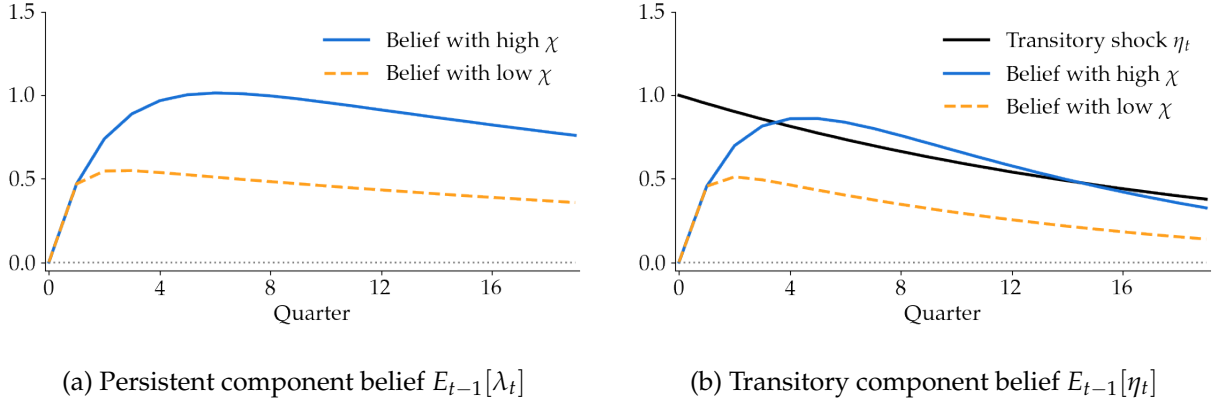 1.5
1.0
0.5
0.0
0
4
8
12
16
Quarter
Belief with high χ
Belief with low χ
(a) Persistent component belief E_{t−1}[λ_t]
1.5
1.0
0.5
0.0
0
4
8
12
16
Quarter
Transitory shock η_t
Belief with high χ
Belief with low χ
(b) Transitory component belief E_{t−1}[η_t]